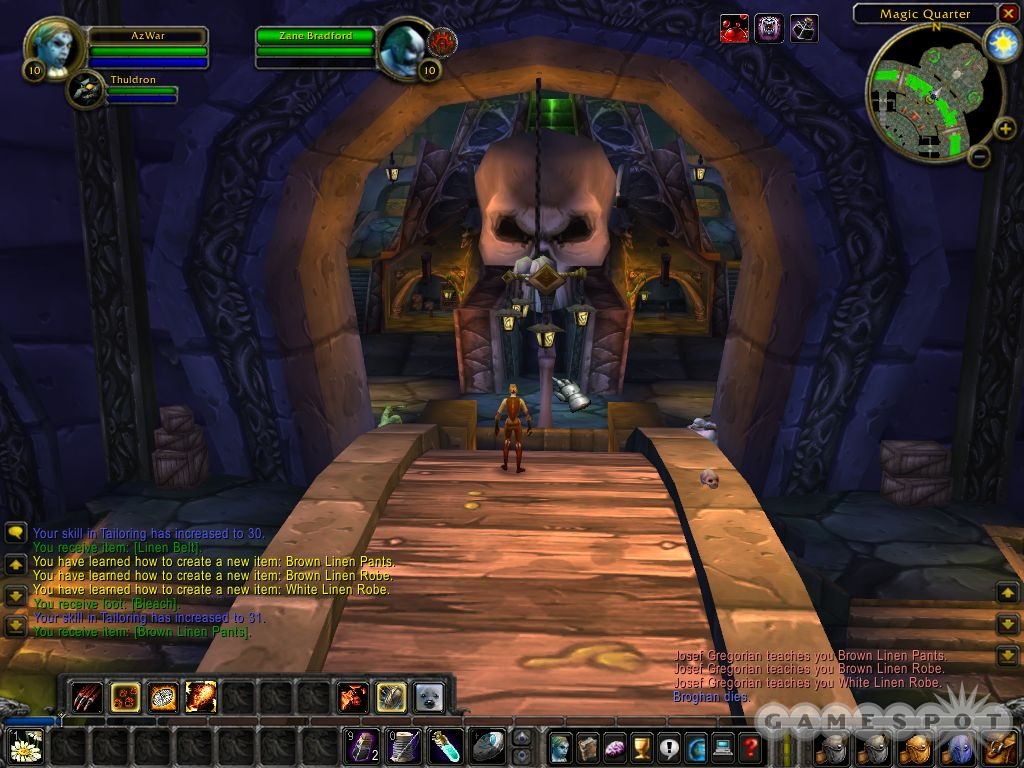 AzWar
10
Thuldron
Zane Bradford
10
Magic Quarter
N
Your skill in Tailoring has increased to 30.
You receive item: [Linen Belt].
You have learned how to create a new item: Brown Linen Pants.
You have learned how to create a new item: Brown Linen Robe.
You have learned how to create a new item: White Linen Robe.
You receive loot: [Bleach].
Your skill in Tailoring has increased to 31.
You receive item: [Brown Linen Pants].
Josef Gregorian teaches you Brown Linen Pants.
Josef Gregorian teaches you Brown Linen Robe.
Josef Gregorian teaches you White Linen Robe.
Broghan dies.
GAMESPOT
1
9
2
0